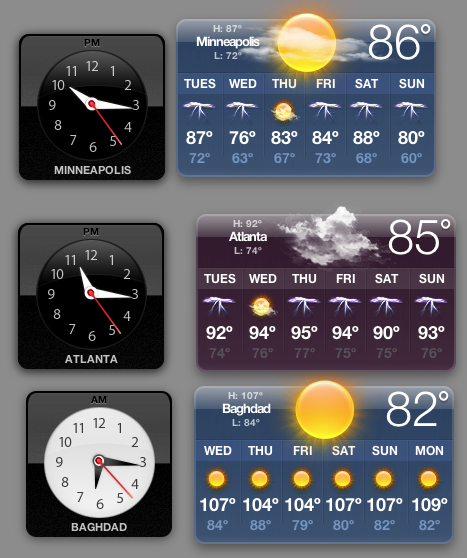 PM
12
11 1
10 2
9 3
8 4
7 5
6
MINNEAPOLIS
H: 87°
Minneapolis
L: 72°
86°
TUES WED THU FRI SAT SUN
87° 76° 83° 84° 88° 80°
72° 63° 67° 73° 68° 60°
PM
12
11 1
10 2
9 3
8 4
7 5
6
ATLANTA
H: 92°
Atlanta
L: 74°
85°
TUES WED THU FRI SAT SUN
92° 94° 95° 94° 90° 93°
74° 76° 77° 75° 75° 76°
AM
12
11 1
10 2
9 3
8 4
7 5
6
BAGHDAD
H: 107°
Baghdad
L: 84°
82°
WED THU FRI SAT SUN MON
107° 104° 104° 107° 107° 109°
84° 88° 79° 80° 82° 82°